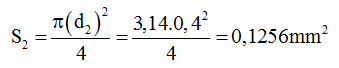 S₂ = π(d₂)²/4 = 3,14.0,4²/4 = 0,1256mm²